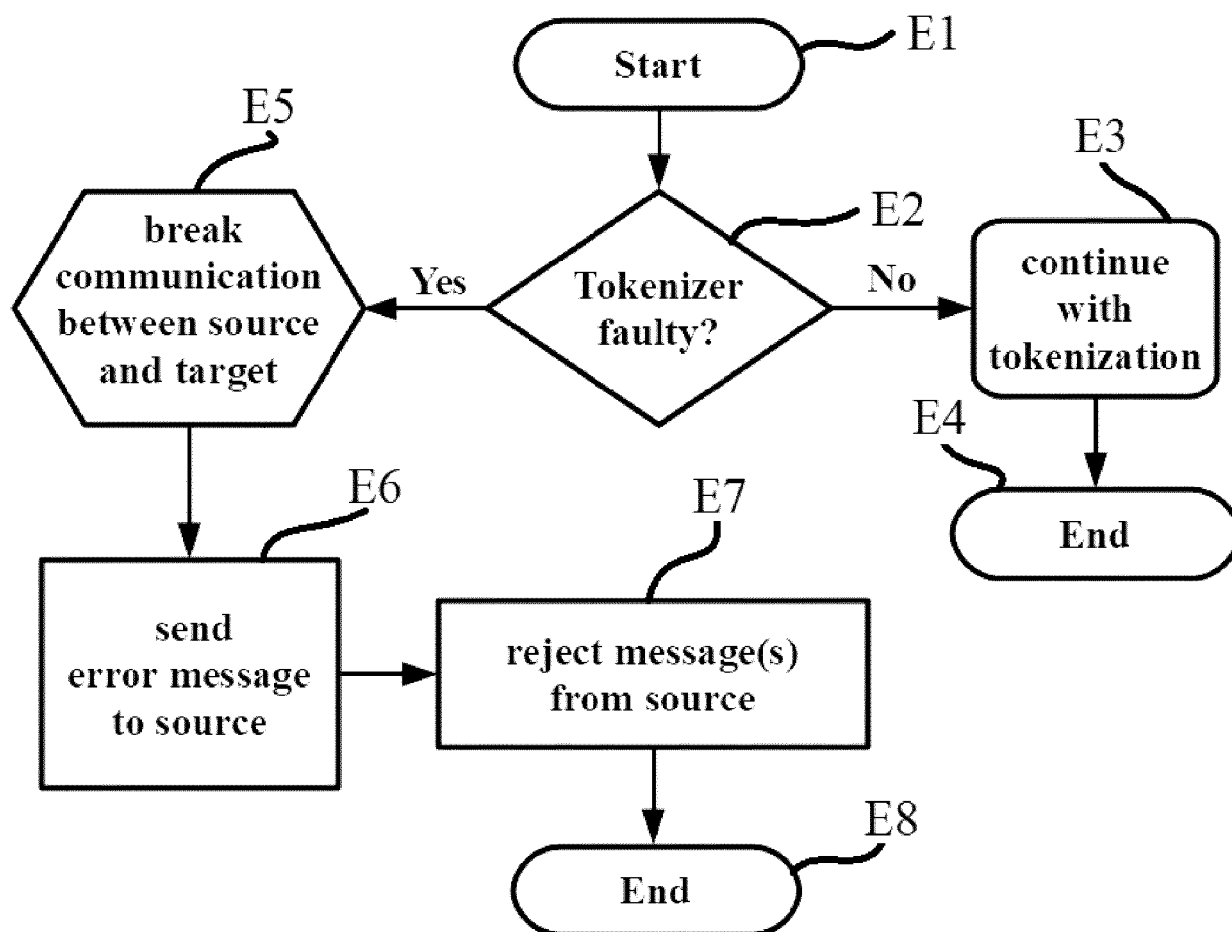 E1
Start
E5
break
communication
between source
and target
Yes
E2
Tokenizer
faulty?
No
E3
continue
with
tokenization
E4
End
E6
send
error message
to source
E7
reject message(s)
from source
E8
End